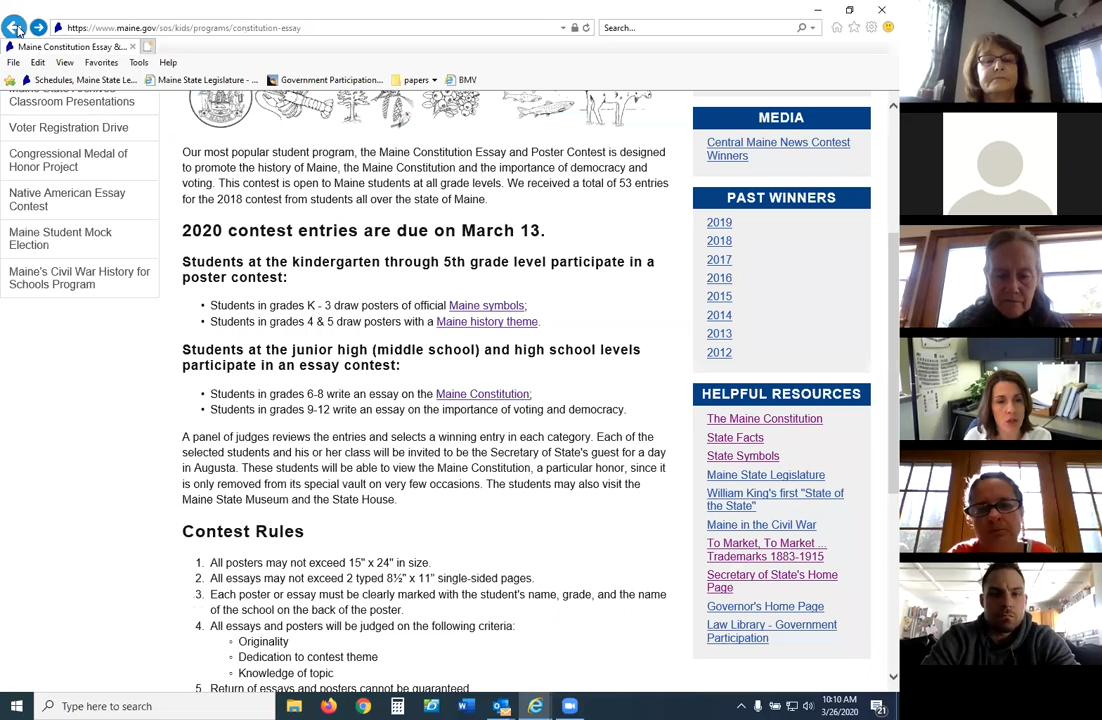 https://www.maine.gov/sos/kids/programs/constitution-essay
Search...
Maine Constitution Essay &...
File Edit View Favorites Tools Help
Schedules, Maine State Le... Maine State Legislature - ... Government Participation... papers BMV
Classroom Presentations
Voter Registration Drive
Congressional Medal of
Honor Project
Native American Essay
Contest
Maine Student Mock
Election
Maine's Civil War History for
Schools Program
Our most popular student program, the Maine Constitution Essay and Poster Contest is designed
to promote the history of Maine, the Maine Constitution and the importance of democracy and
voting. This contest is open to Maine students at all grade levels. We received a total of 53 entries
for the 2018 contest from students all over the state of Maine.
2020 contest entries are due on March 13.
Students at the kindergarten through 5th grade level participate in a
poster contest:
• Students in grades K - 3 draw posters of official Maine symbols;
• Students in grades 4 & 5 draw posters with a Maine history theme.
Students at the junior high (middle school) and high school levels
participate in an essay contest:
• Students in grades 6-8 write an essay on the Maine Constitution;
• Students in grades 9-12 write an essay on the importance of voting and democracy.
A panel of judges reviews the entries and selects a winning entry in each category. Each of the
selected students and his or her class will be invited to be the Secretary of State's guest for a day
in Augusta. These students will be able to view the Maine Constitution, a particular honor, since it
is only removed from its special vault on very few occasions. The students may also visit the
Maine State Museum and the State House.
Contest Rules
1. All posters may not exceed 15" x 24" in size.
2. All essays may not exceed 2 typed 8½" x 11" single-sided pages.
3. Each poster or essay must be clearly marked with the student's name, grade, and the name
of the school on the back of the poster.
4. All essays and posters will be judged on the following criteria:
◦ Originality
◦ Dedication to contest theme
◦ Knowledge of topic
5. Return of essays and posters cannot be guaranteed
MEDIA
Central Maine News Contest
Winners
PAST WINNERS
2019
2018
2017
2016
2015
2014
2013
2012
HELPFUL RESOURCES
The Maine Constitution
State Facts
State Symbols
Maine State Legislature
William King's first "State of
the State"
Maine in the Civil War
To Market, To Market ...
Trademarks 1883-1915
Secretary of State's Home
Page
Governor's Home Page
Law Library - Government
Participation
Type here to search
10:10 AM
3/26/2020
21